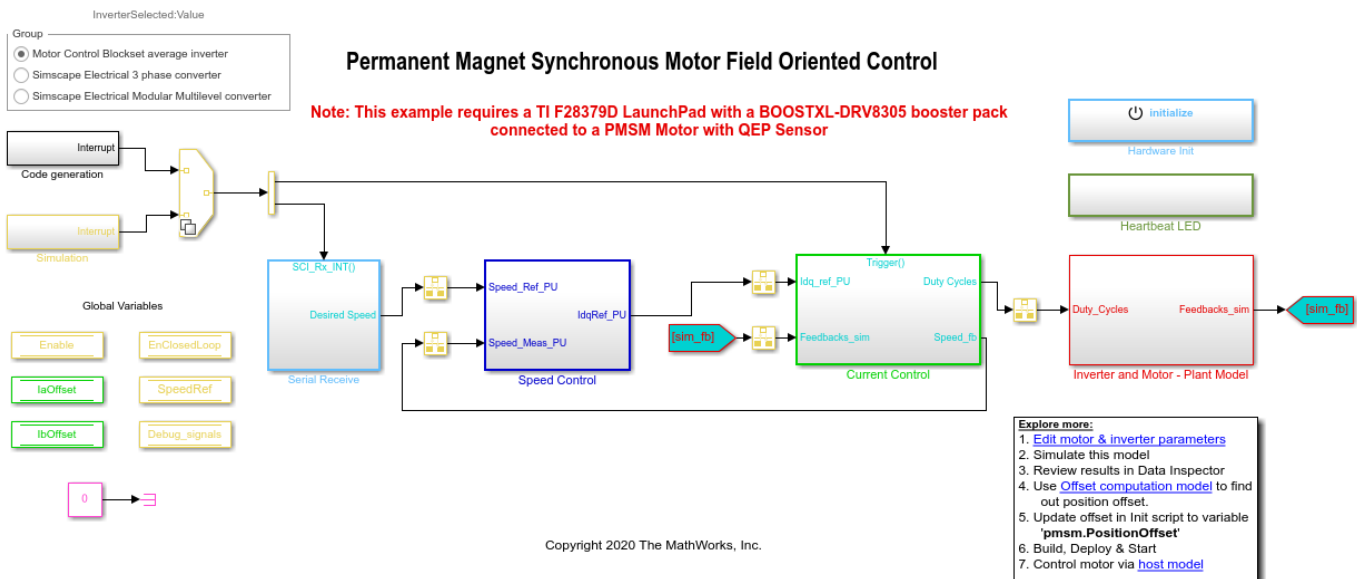 InverterSelected:Value
Group
Motor Control Blockset average inverter
Simscape Electrical 3 phase converter
Simscape Electrical Modular Multilevel converter
Permanent Magnet Synchronous Motor Field Oriented Control
Note: This example requires a TI F28379D LaunchPad with a BOOSTXL-DRV8305 booster pack
connected to a PMSM Motor with QEP Sensor
initialize
Hardware Init
Heartbeat LED
Interrupt
Code generation
Interrupt
Simulation
Global Variables
Enable
EnClosedLoop
IaOffset
SpeedRef
IbOffset
Debug_signals
0
SCI_Rx_INT()
Desired Speed
Serial Receive
Speed_Ref_PU
IdqRef_PU
Speed_Meas_PU
Speed Control
[sim_fb]
Trigger()
Idq_ref_PU
Duty Cycles
Feedbacks_sim
Speed_fb
Current Control
Duty_Cycles
Feedbacks_sim
Inverter and Motor - Plant Model
[sim_fb]
Explore more:
1. Edit motor & inverter parameters
2. Simulate this model
3. Review results in Data Inspector
4. Use Offset computation model to find
out position offset.
5. Update offset in Init script to variable
'pmsm.PositionOffset'
6. Build, Deploy & Start
7. Control motor via host model
Copyright 2020 The MathWorks, Inc.